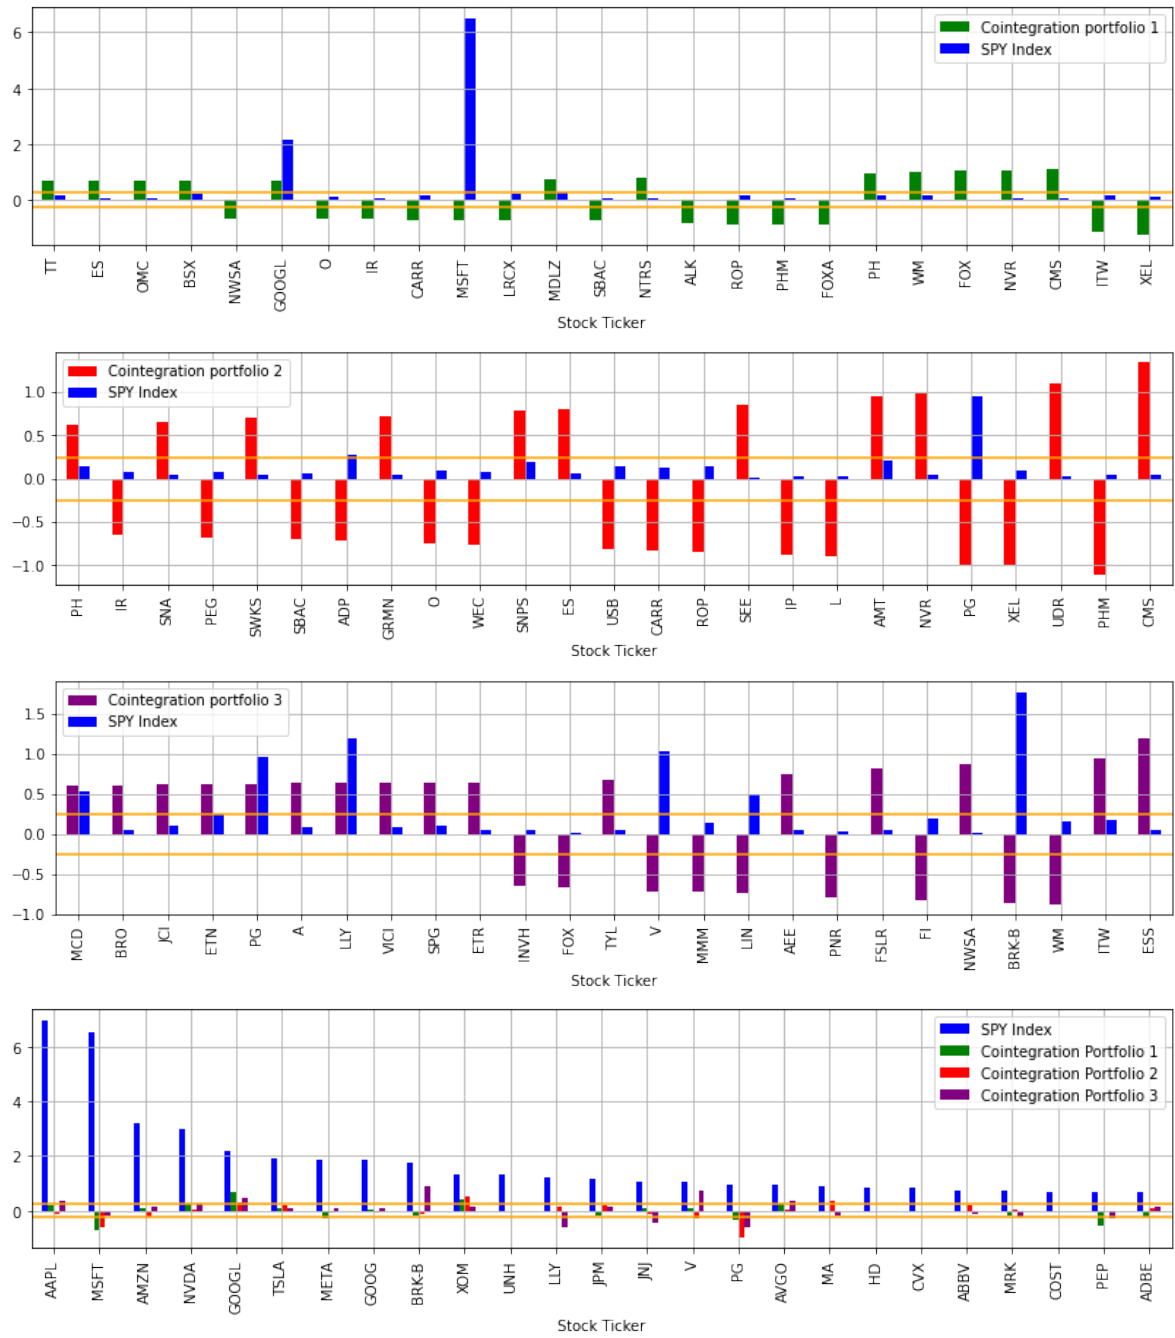 Cointegration portfolio 1
SPY Index
6
4
2
0
TT ES OMC BSX NWSA GOOGL O IR CARR MSFT LRCX MDLZ SBAC NTRS ALK ROP PHM FOXA PH WM FOX NVR CMS ITW XEL
Stock Ticker
Cointegration portfolio 2
SPY Index
1.0
0.5
0.0
−0.5
−1.0
PH IR SNA PEG SWKS SBAC ADP GRMN O WEC SNPS ES USB CARR ROP SEE IP L AMT NVR PG XEL UDR PHM CMS
Stock Ticker
Cointegration portfolio 3
SPY Index
1.5
1.0
0.5
0.0
−0.5
−1.0
MCD BRO JCI ETN PG A LLY VICI SPG ETR INVH FOX TYL V MMM LIN AEE PNR FSLR FI NWSA BRK-B WM ITW ESS
Stock Ticker
SPY Index
Cointegration Portfolio 1
Cointegration Portfolio 2
Cointegration Portfolio 3
6
4
2
0
AAPL MSFT AMZN NVDA GOOGL TSLA META GOOG BRK-B XOM UNH LLY JPM JNJ V PG AVGO MA HD CVX ABBV MRK COST PEP ADBE
Stock Ticker